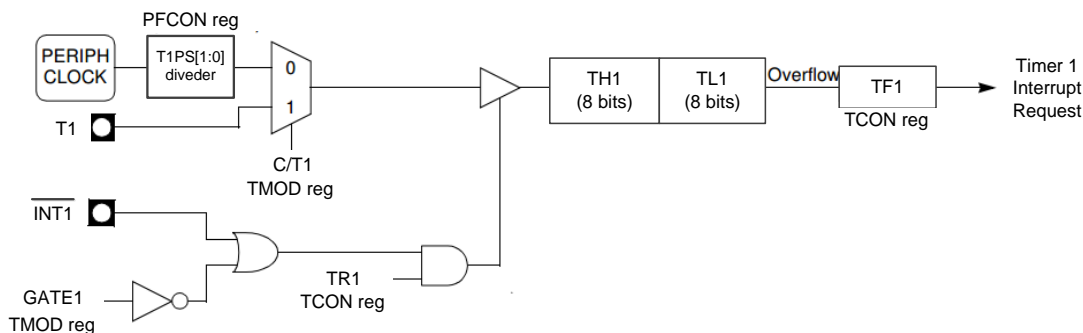 PFCON reg
PERIPH
CLOCK
T1PS[1:0]
diveder
0
1
T1
C/T1
TMOD reg
TH1
(8 bits)
TL1
(8 bits)
Overflow
TF1
TCON reg
Timer 1
Interrupt
Request
INT1
TR1
TCON reg
GATE1
TMOD reg